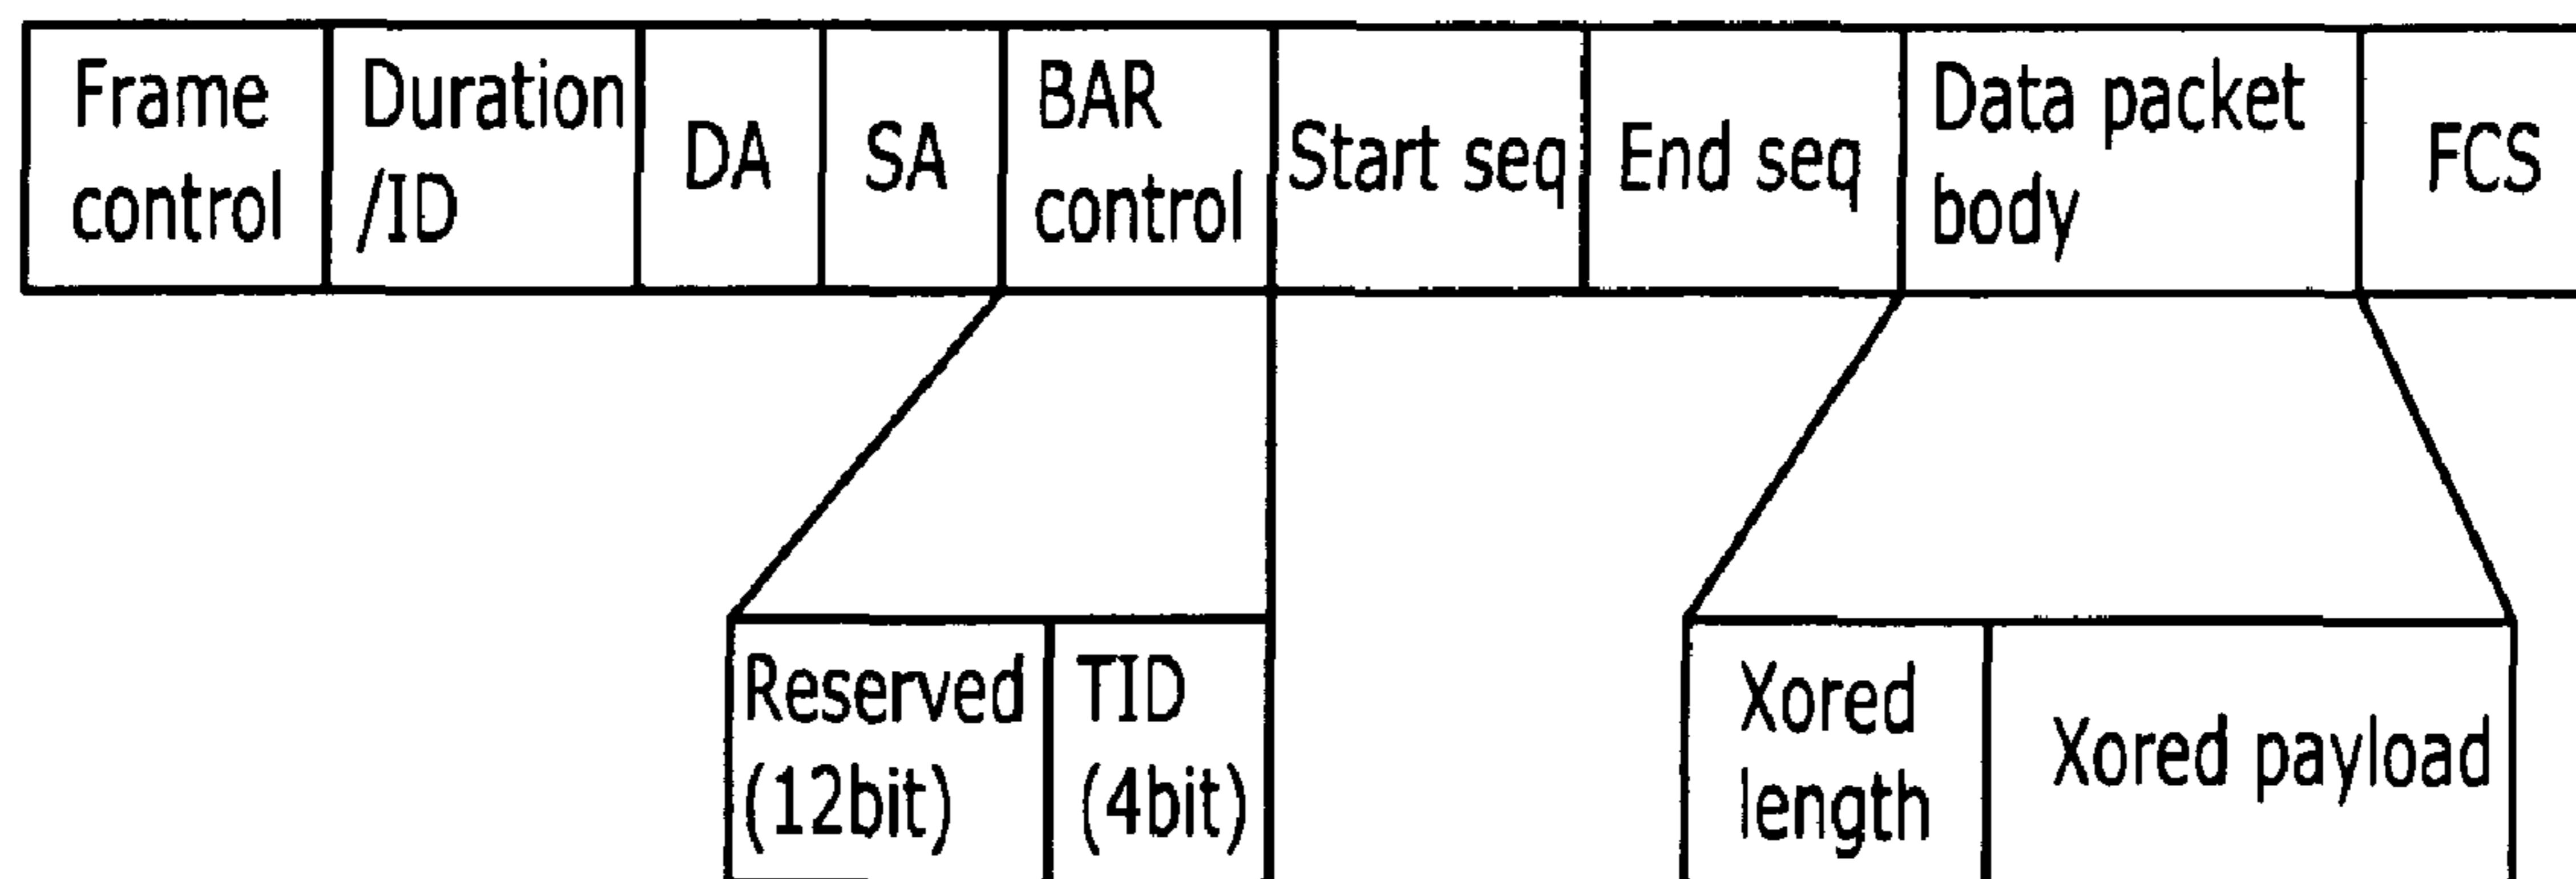 Frame
control
Duration
/ID
DA
SA
BAR
control
Start seq
End seq
Data packet
body
FCS
Reserved
(12bit)
TID
(4bit)
Xored
length
Xored payload